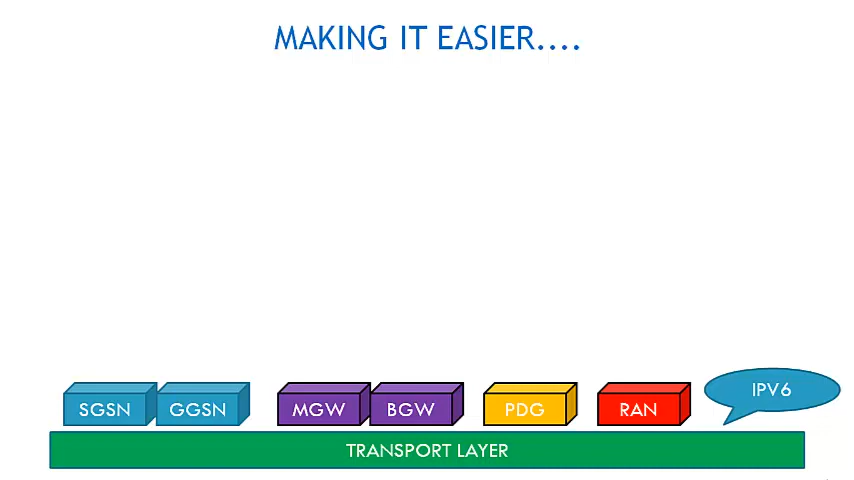 MAKING IT EASIER....
IPV6
SGSN
GGSN
MGW
BGW
PDG
RAN
TRANSPORT LAYER